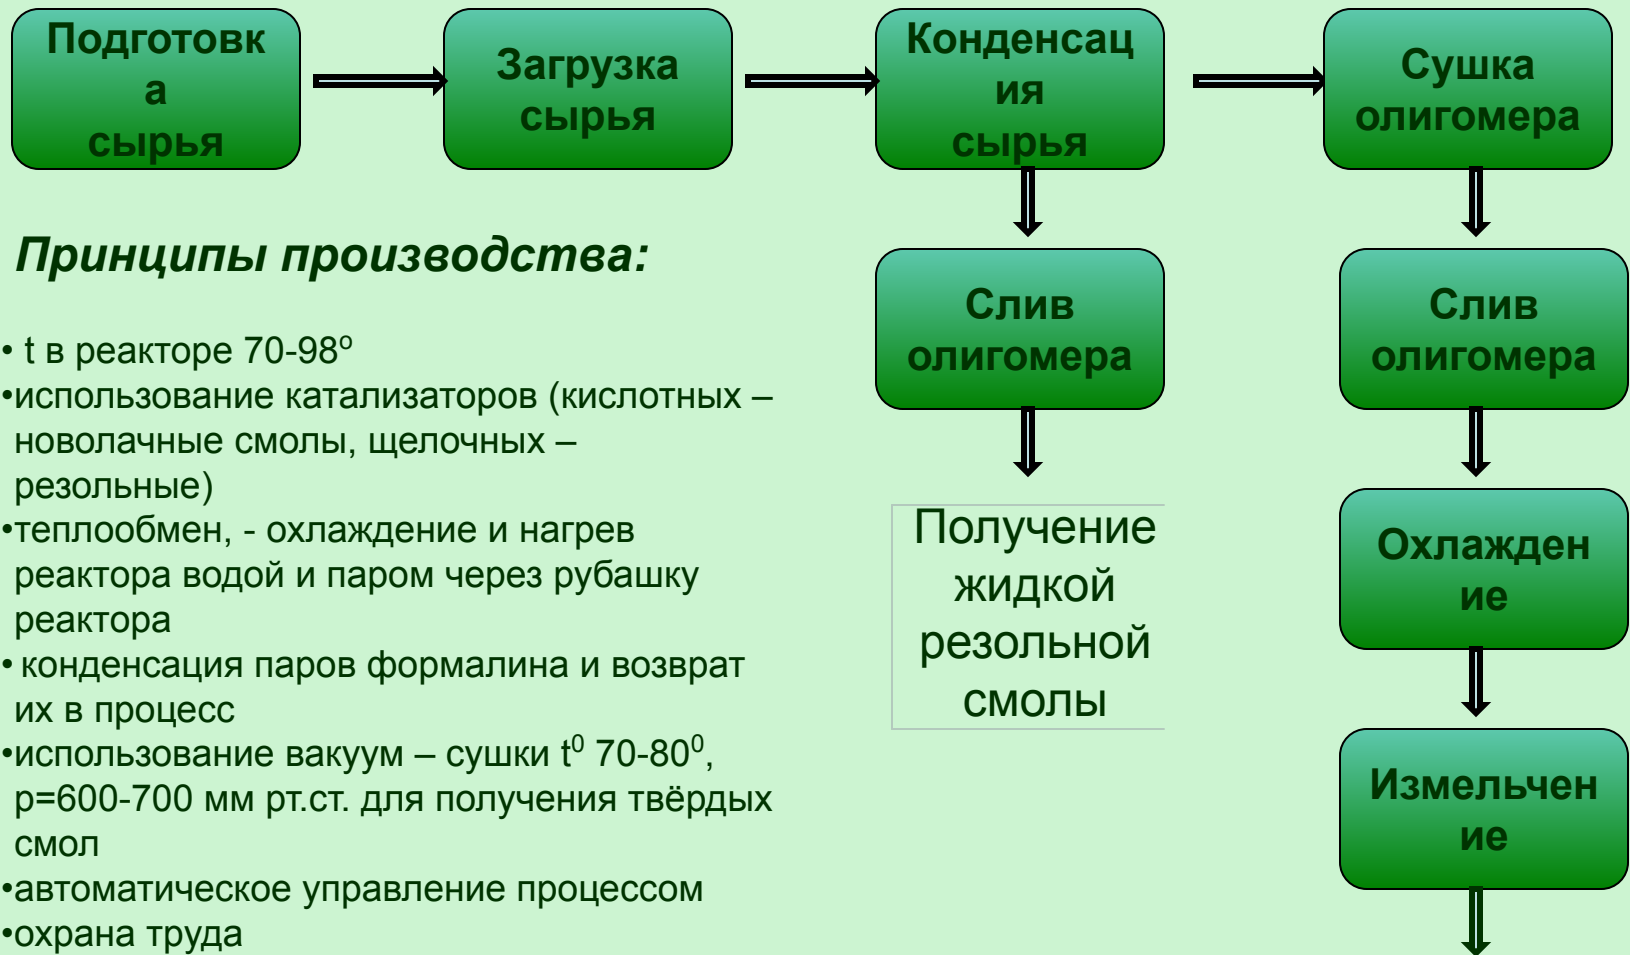 Подготовк
а
сырья
Загрузка
сырья
Конденсац
ия
сырья
Сушка
олигомера
Принципы производства:
• t в реакторе 70-98º
•использование катализаторов (кислотных –
новолачные смолы, щелочных –
резольные)
•теплообмен, - охлаждение и нагрев
реактора водой и паром через рубашку
реактора
• конденсация паров формалина и возврат
их в процесс
•использование вакуум – сушки t⁰ 70-80⁰,
р=600-700 мм рт.ст. для получения твёрдых
смол
•автоматическое управление процессом
•охрана труда
Слив
олигомера
Получение
жидкой
резольной
смолы
Слив
олигомера
Охлажден
ие
Измельчен
ие